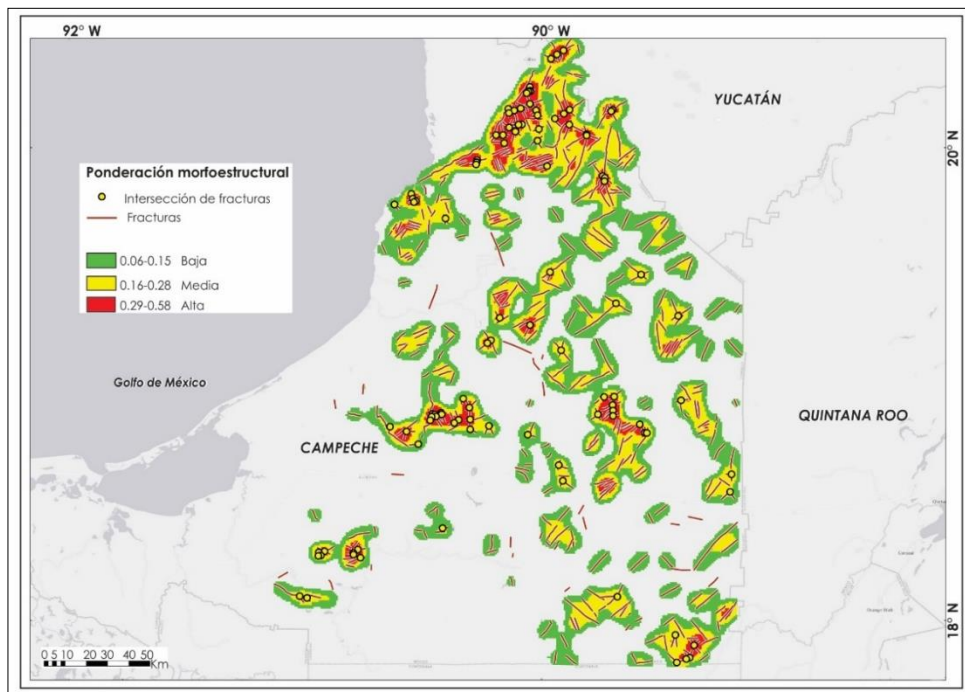 92° W
90° W
YUCATÁN
20° N
Ponderación morfoestructural
Intersección de fracturas
Fracturas
0.06-0.15 Baja
0.16-0.28 Media
0.29-0.58 Alta
Golfo de México
QUINTANA ROO
CAMPECHE
18° N
0 5 10 20 30 40 50
Km